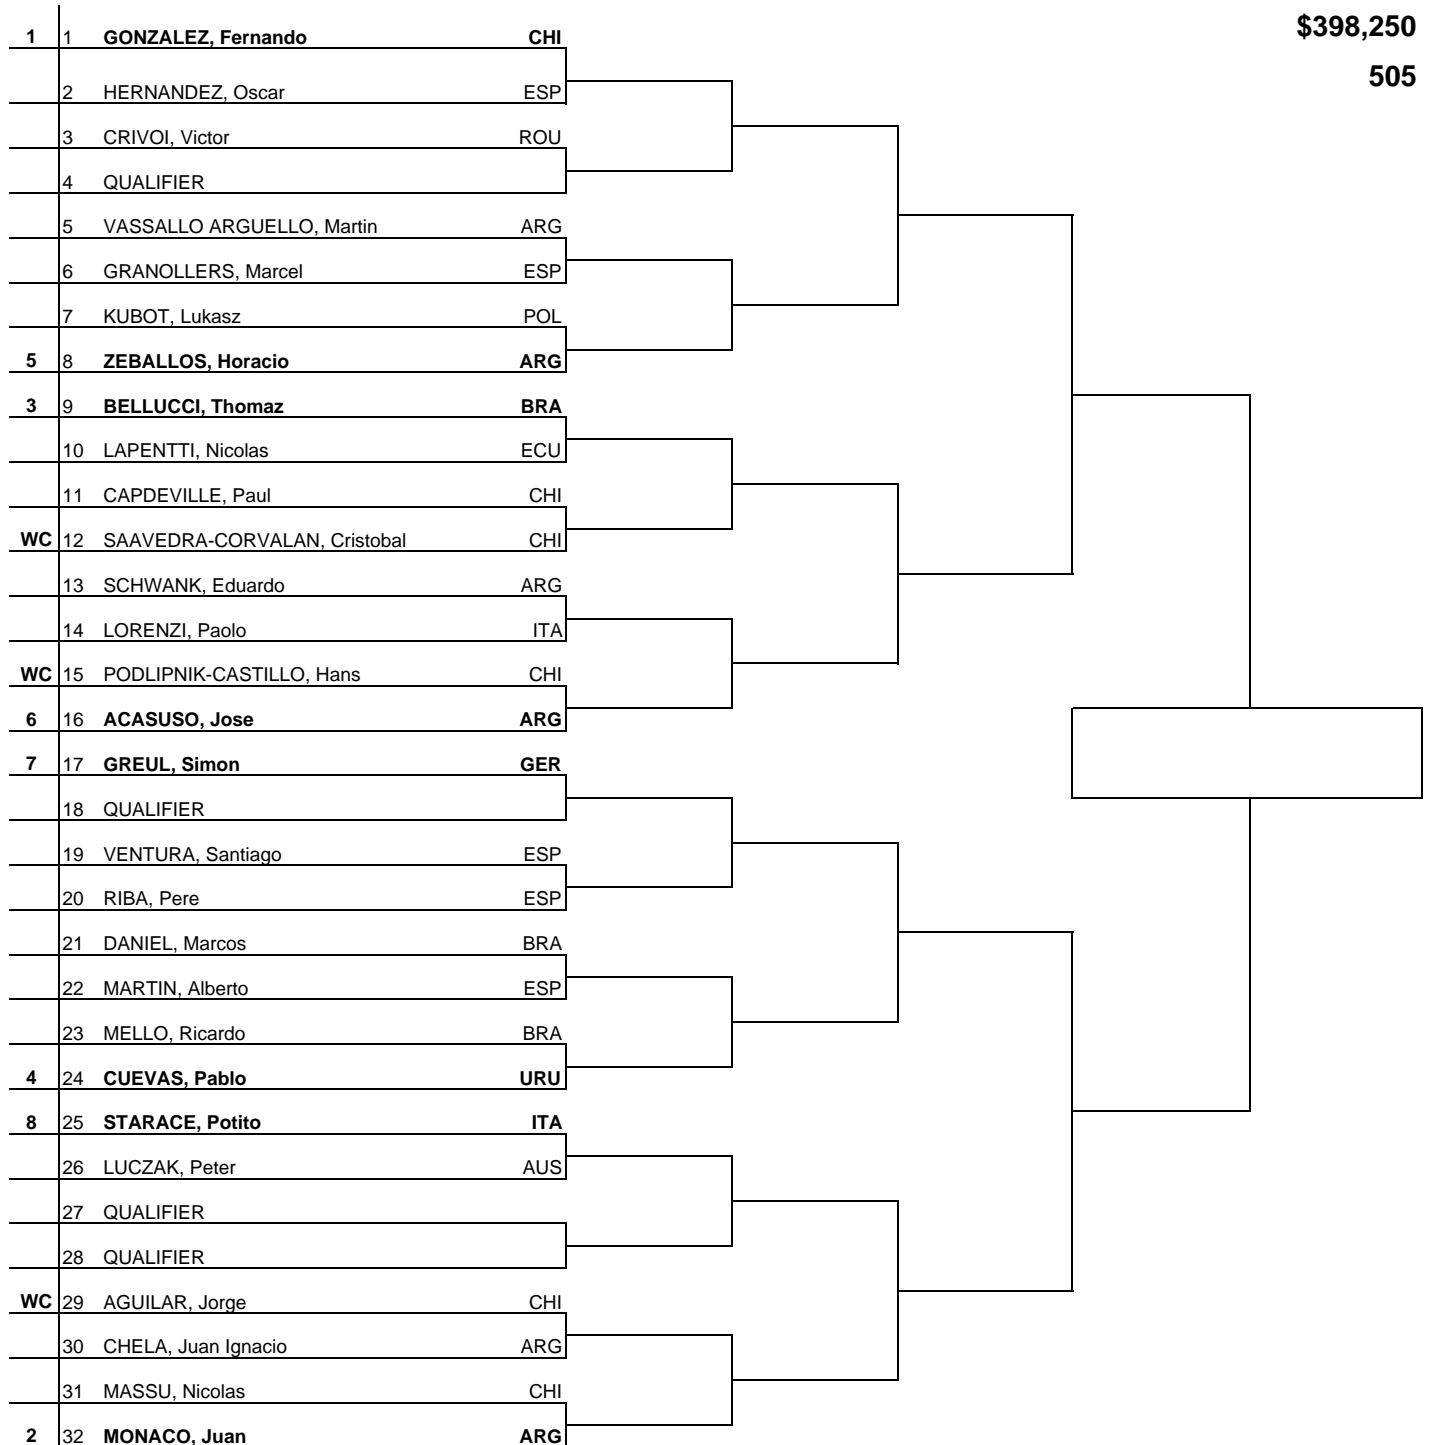 $398,250
505
1 1 GONZALEZ, Fernando CHI
2 HERNANDEZ, Oscar ESP
3 CRIVOI, Victor ROU
4 QUALIFIER
5 VASSALLO ARGUELLO, Martin ARG
6 GRANOLLERS, Marcel ESP
7 KUBOT, Lukasz POL
5 8 ZEBALLOS, Horacio ARG
3 9 BELLUCCI, Thomaz BRA
10 LAPENTTI, Nicolas ECU
11 CAPDEVILLE, Paul CHI
WC 12 SAAVEDRA-CORVALAN, Cristobal CHI
13 SCHWANK, Eduardo ARG
14 LORENZI, Paolo ITA
WC 15 PODLIPNIK-CASTILLO, Hans CHI
6 16 ACASUSO, Jose ARG
7 17 GREUL, Simon GER
18 QUALIFIER
19 VENTURA, Santiago ESP
20 RIBA, Pere ESP
21 DANIEL, Marcos BRA
22 MARTIN, Alberto ESP
23 MELLO, Ricardo BRA
4 24 CUEVAS, Pablo URU
8 25 STARACE, Potito ITA
26 LUCZAK, Peter AUS
27 QUALIFIER
28 QUALIFIER
WC 29 AGUILAR, Jorge CHI
30 CHELA, Juan Ignacio ARG
31 MASSU, Nicolas CHI
2 32 MONACO, Juan ARG